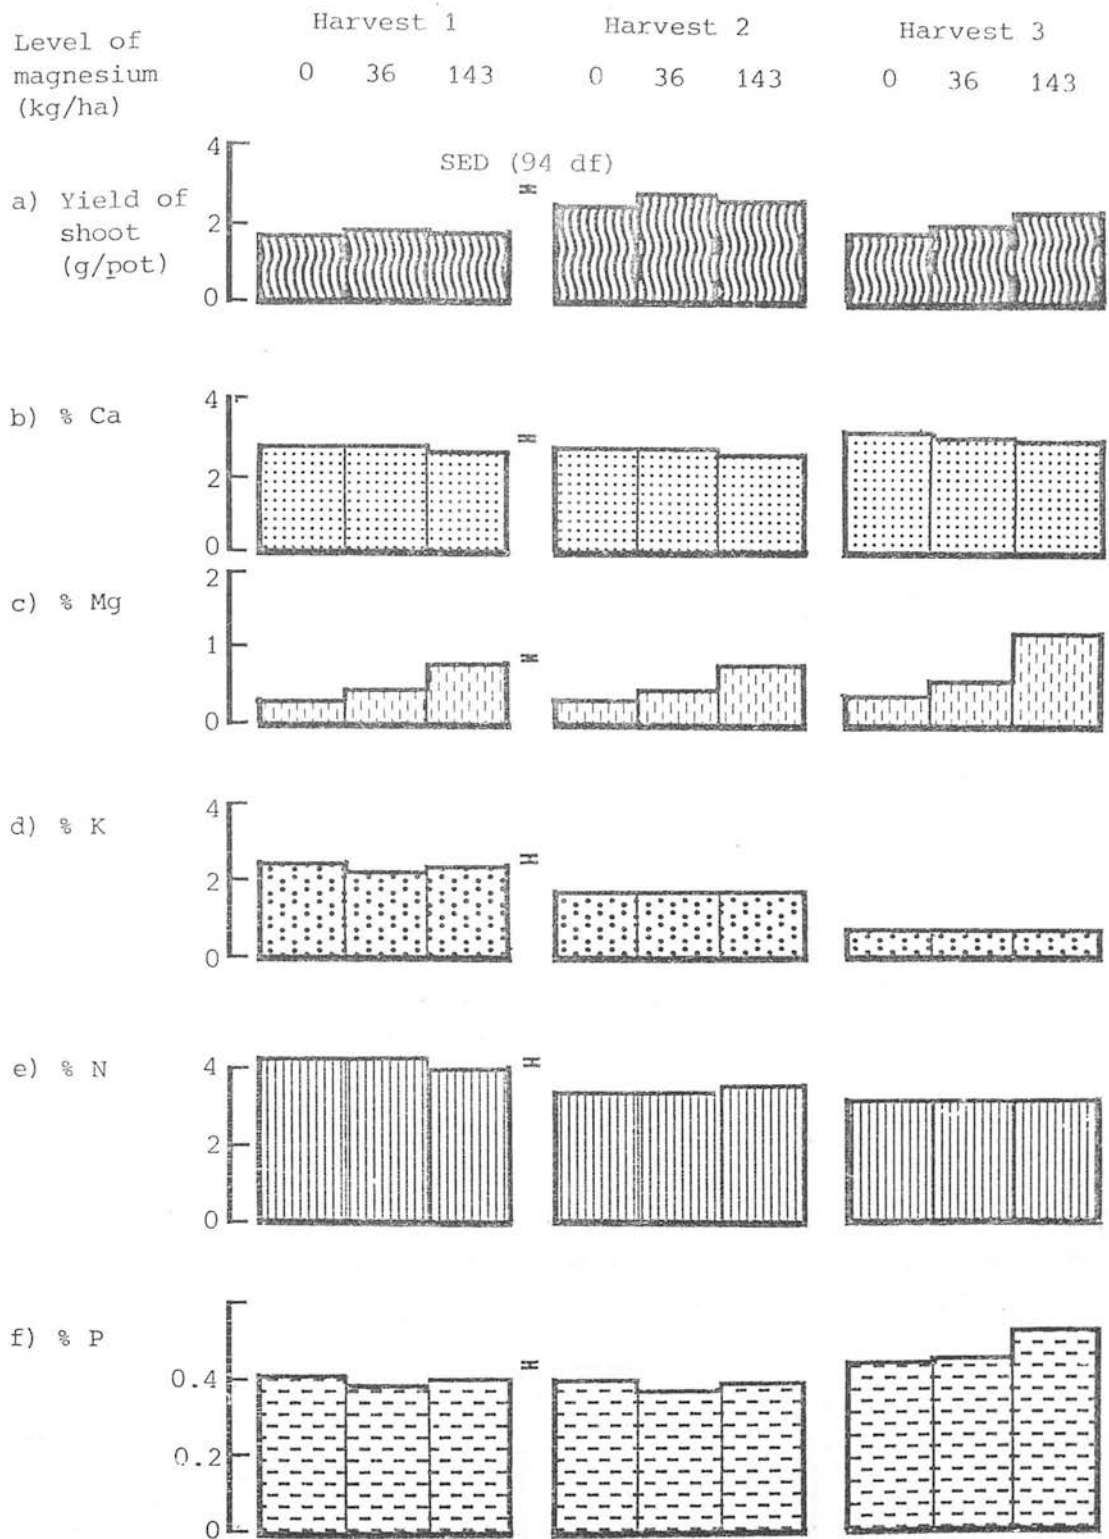 Harvest 1 Harvest 2 Harvest 3
Level of
magnesium
(kg/ha)
0 36 143 0 36 143 0 36 143
SED (94 df)
a) Yield of
shoot
(g/pot)
4
2
0
b) % Ca
4
2
0
c) % Mg
2
1
0
d) % K
4
2
0
e) % N
4
2
0
f) % P
0.4
0.2
0